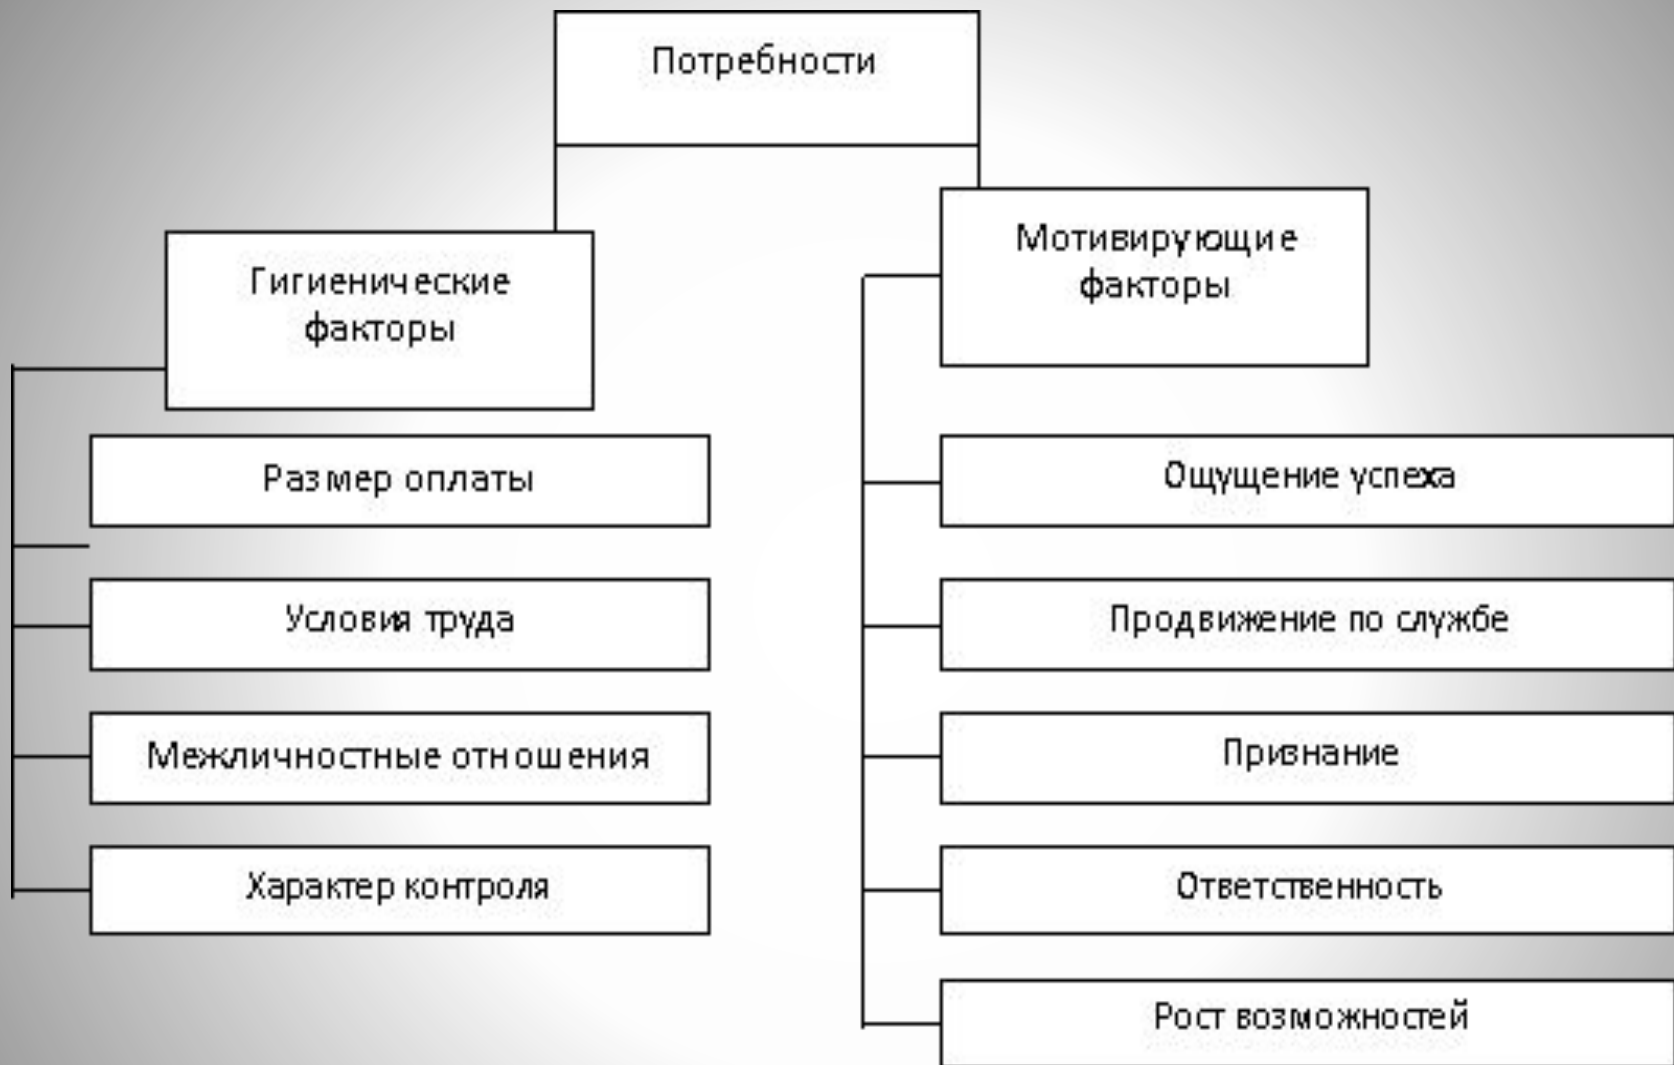 Потребности
Гигиенические
факторы
Размер оплаты
Условия труда
Межличностные отношения
Характер контроля
Мотивирующие
факторы
Ощущение успеха
Продвижение по службе
Признание
Ответственность
Рост возможностей